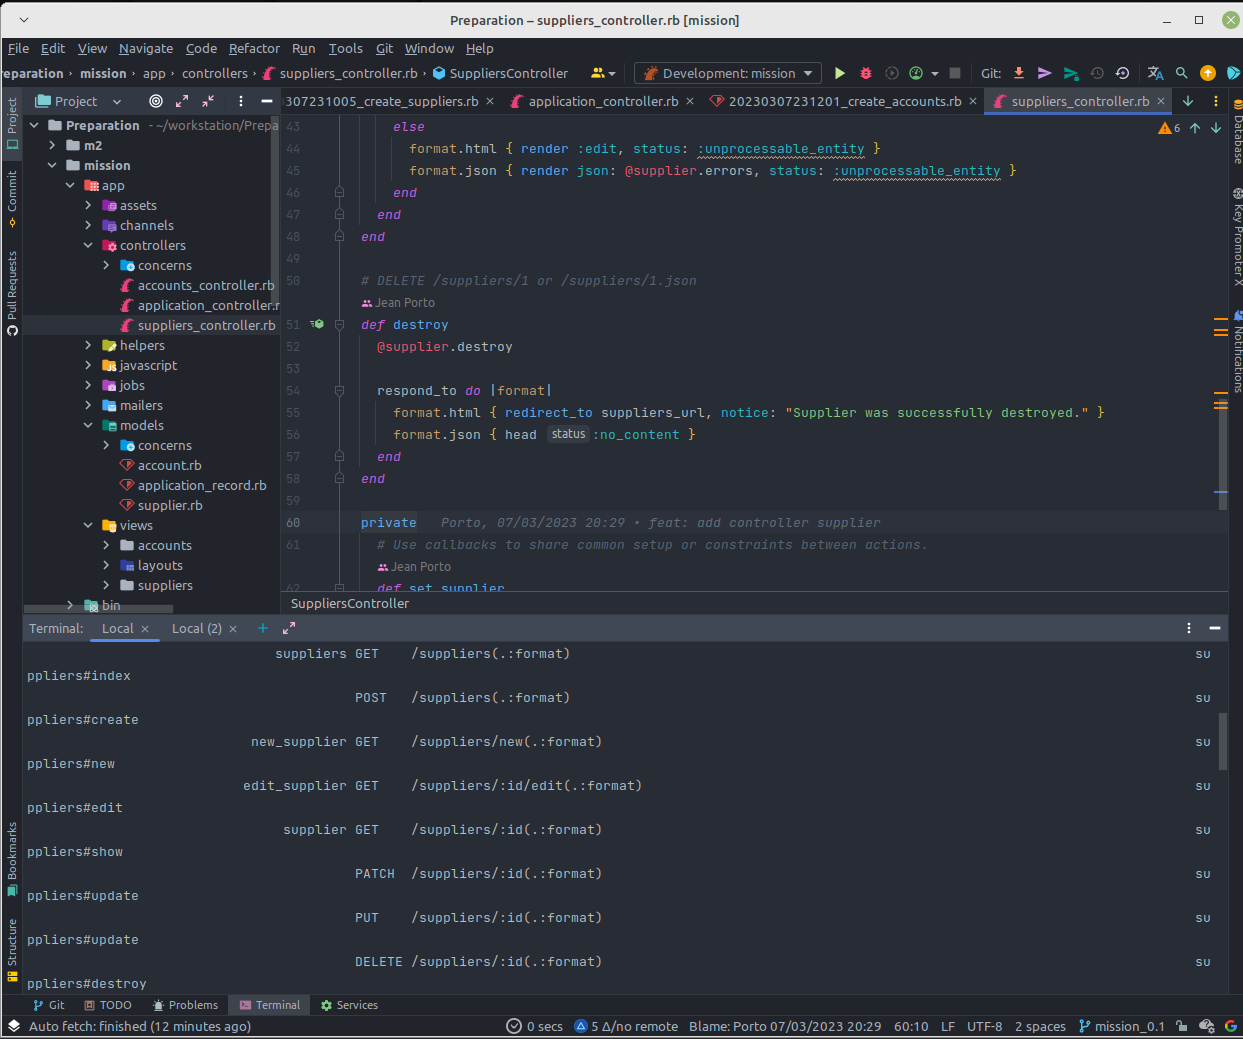 Preparation – suppliers_controller.rb [mission]
File Edit View Navigate Code Refactor Run Tools Git Window Help
reparation › mission › app › controllers › suppliers_controller.rb › SuppliersController Development: mission Git:
Project 307231005_create_suppliers.rb × application_controller.rb × 20230307231201_create_accounts.rb × suppliers_controller.rb ×
Project
Commit
Pull Requests
Bookmarks
Structure
Preparation - ~/workstation/Prepa
m2
mission
app
assets
channels
controllers
concerns
accounts_controller.rb
application_controller.r
suppliers_controller.rb
helpers
javascript
jobs
mailers
models
concerns
account.rb
application_record.rb
supplier.rb
views
accounts
layouts
suppliers
bin
6
43 else
44 format.html { render :edit, status: :unprocessable_entity }
45 format.json { render json: @supplier.errors, status: :unprocessable_entity }
46 end
47 end
48 end
49
50 # DELETE /suppliers/1 or /suppliers/1.json
Jean Porto
51 def destroy
52 @supplier.destroy
53
54 respond_to do |format|
55 format.html { redirect_to suppliers_url, notice: "Supplier was successfully destroyed." }
56 format.json { head status :no_content }
57 end
58 end
59
60 private Porto, 07/03/2023 20:29 • feat: add controller supplier
61 # Use callbacks to share common setup or constraints between actions.
Jean Porto
62 def set_supplier
SuppliersController
Database
Key Promoter X
Notifications
Terminal: Local × Local (2) × +
suppliers GET /suppliers(.:format) su
ppliers#index
POST /suppliers(.:format) su
ppliers#create
new_supplier GET /suppliers/new(.:format) su
ppliers#new
edit_supplier GET /suppliers/:id/edit(.:format) su
ppliers#edit
supplier GET /suppliers/:id(.:format) su
ppliers#show
PATCH /suppliers/:id(.:format) su
ppliers#update
PUT /suppliers/:id(.:format) su
ppliers#update
DELETE /suppliers/:id(.:format) su
ppliers#destroy
Git TODO Problems Terminal Services
Auto fetch: finished (12 minutes ago) 0 secs 5 Δ/no remote Blame: Porto 07/03/2023 20:29 60:10 LF UTF-8 2 spaces mission_0.1